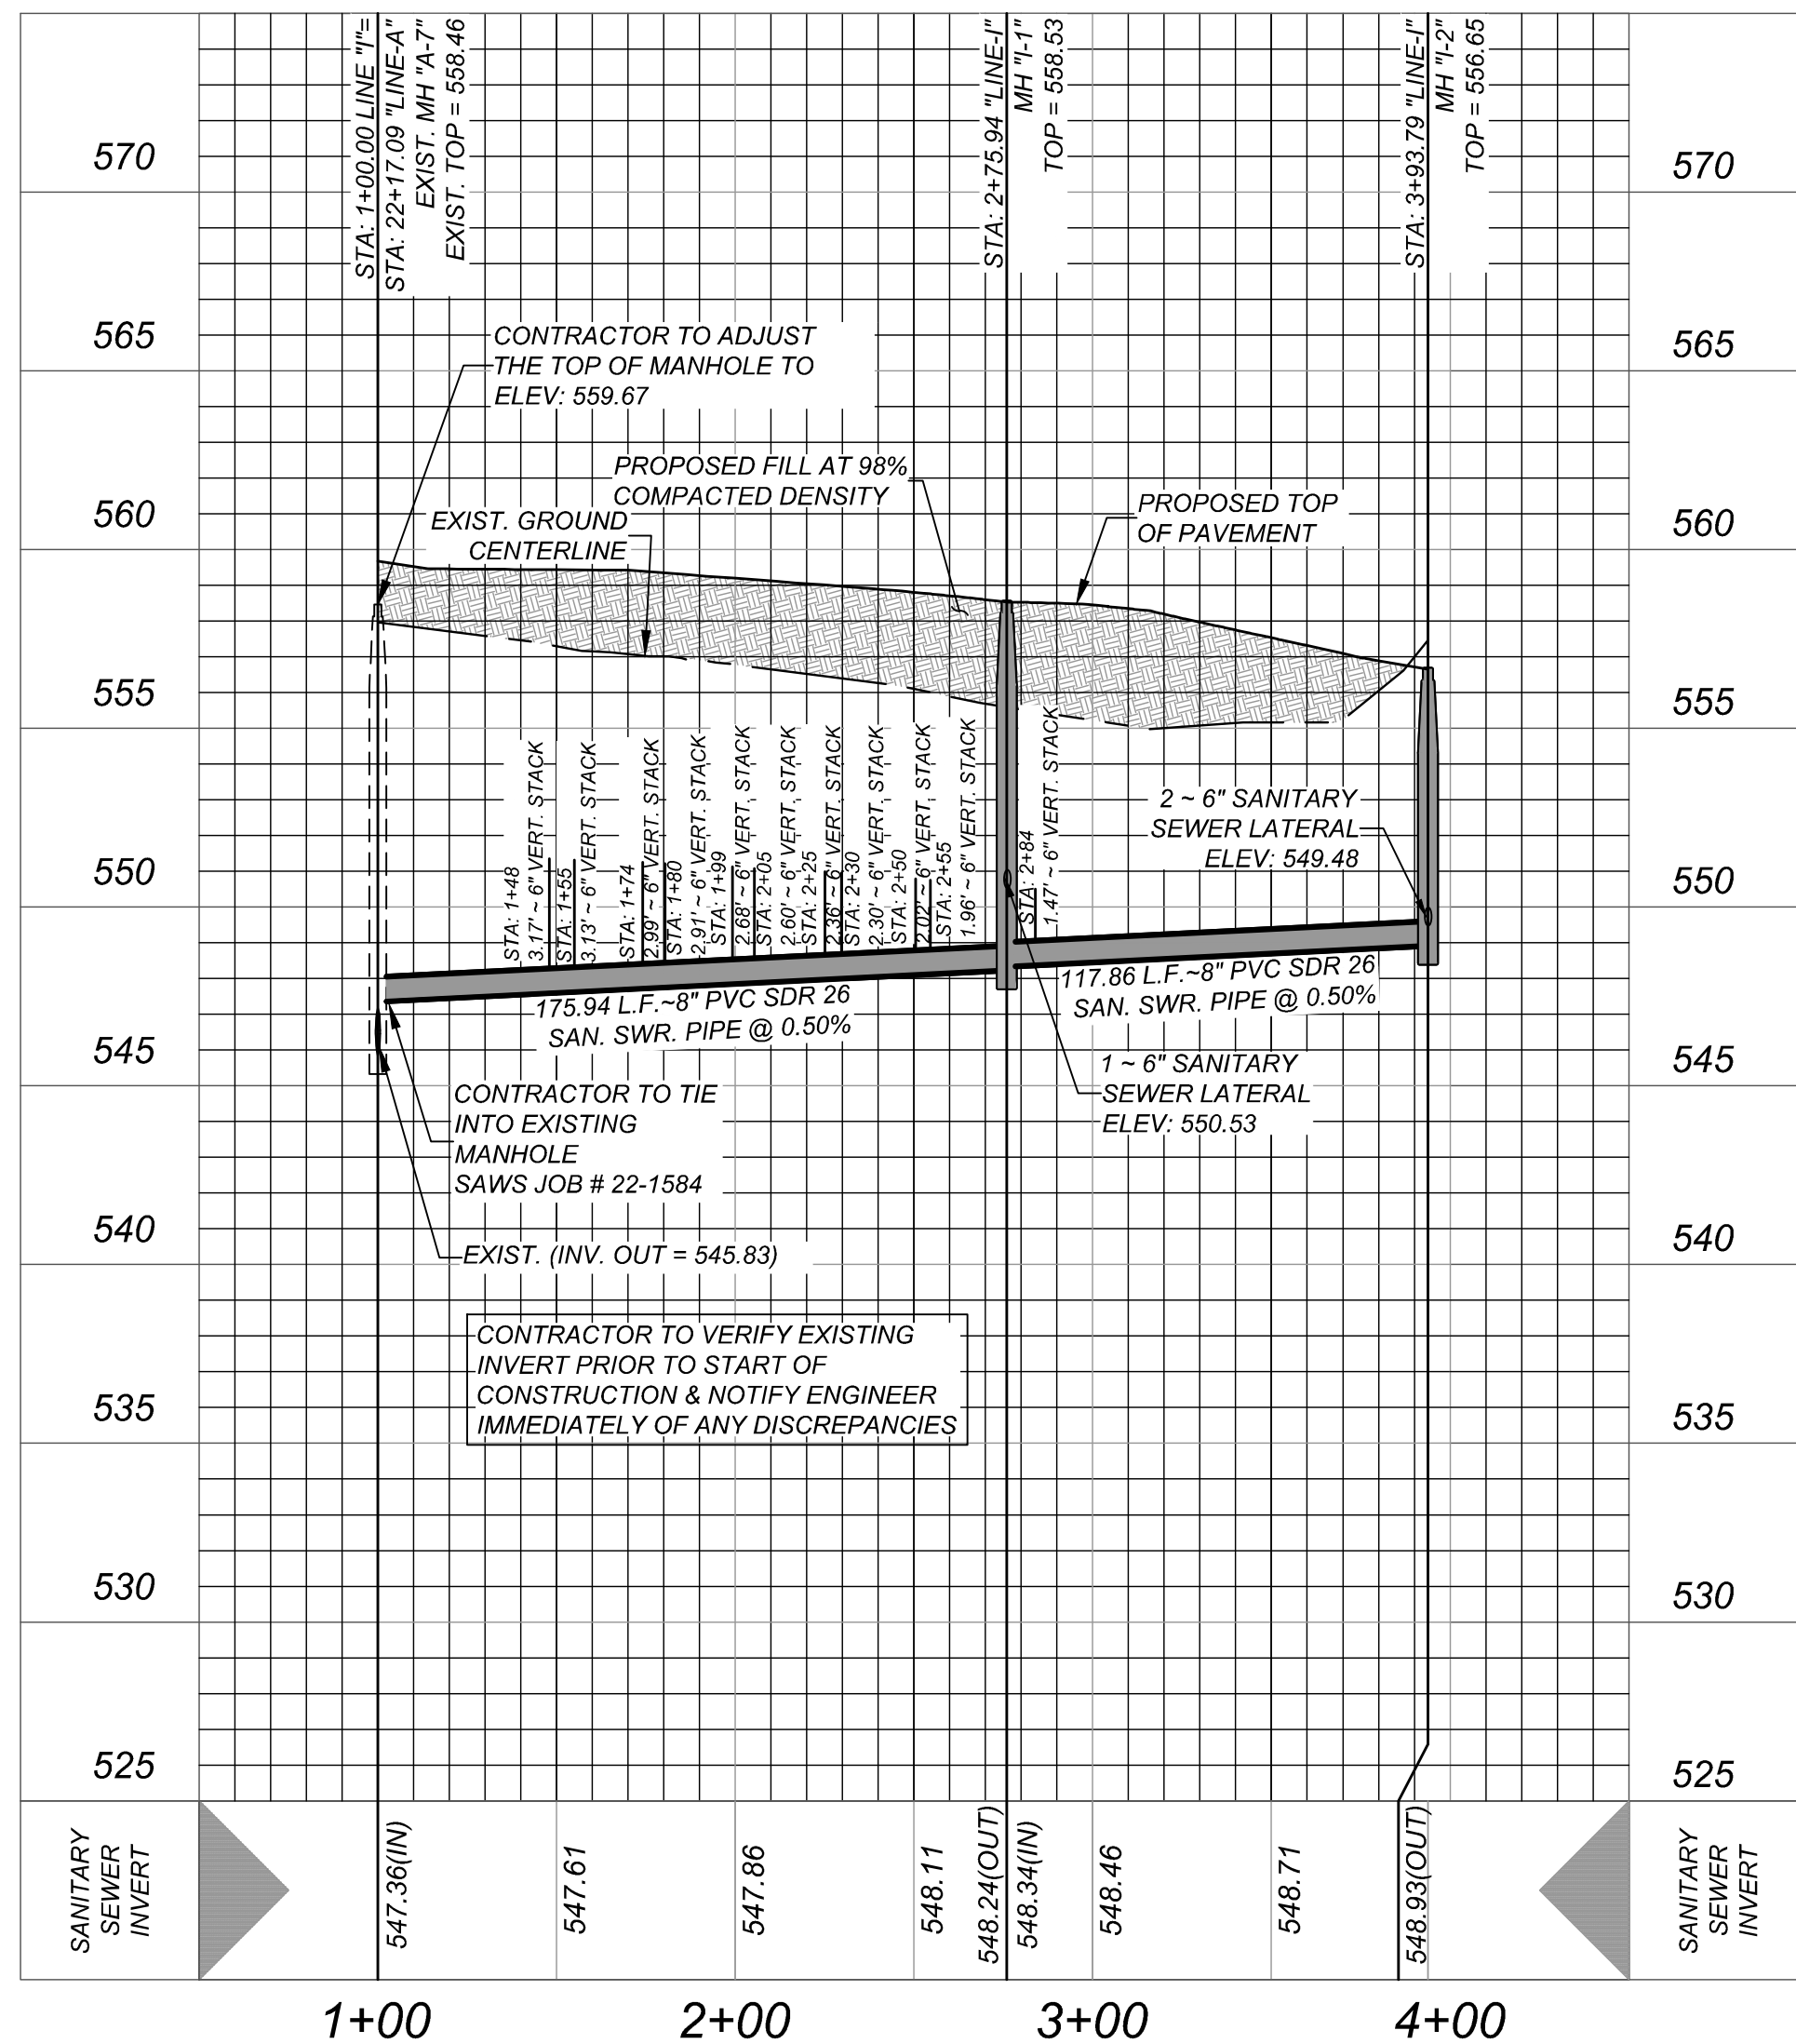 STA: 1+00.00 LINE "I"=
STA: 22+17.09 "LINE-A"
EXIST. MH "A-7"
EXIST. TOP = 558.46
STA: 2+75.94 "LINE-I"
MH "I-1"
TOP = 558.53
STA: 3+93.79 "LINE-I"
MH "I-2"
TOP = 556.65
570
570
565
565
560
560
555
555
550
550
545
545
540
540
535
535
530
530
525
525
CONTRACTOR TO ADJUST
THE TOP OF MANHOLE TO
ELEV: 559.67
PROPOSED FILL AT 98%
COMPACTED DENSITY
EXIST. GROUND
CENTERLINE
PROPOSED TOP
OF PAVEMENT
STA: 1+48
3.17' ~ 6" VERT. STACK
STA: 1+55
3.13' ~ 6" VERT. STACK
STA: 1+74
2.99' ~ 6" VERT. STACK
STA: 1+80
2.91' ~ 6" VERT. STACK
STA: 1+99
2.68' ~ 6" VERT. STACK
STA: 2+05
2.60' ~ 6" VERT. STACK
STA: 2+25
2.36' ~ 6" VERT. STACK
STA: 2+30
2.30' ~ 6" VERT. STACK
STA: 2+50
2.02' ~ 6" VERT. STACK
STA: 2+55
1.96' ~ 6" VERT. STACK
STA: 2+84
1.47' ~ 6" VERT. STACK
2 ~ 6" SANITARY
SEWER LATERAL
ELEV: 549.48
175.94 L.F.~8" PVC SDR 26
SAN. SWR. PIPE @ 0.50%
117.86 L.F.~8" PVC SDR 26
SAN. SWR. PIPE @ 0.50%
1 ~ 6" SANITARY
SEWER LATERAL
ELEV: 550.53
CONTRACTOR TO TIE
INTO EXISTING
MANHOLE
SAWS JOB # 22-1584
EXIST. (INV. OUT = 545.83)
CONTRACTOR TO VERIFY EXISTING
INVERT PRIOR TO START OF
CONSTRUCTION & NOTIFY ENGINEER
IMMEDIATELY OF ANY DISCREPANCIES
SANITARY
SEWER
INVERT
547.36(IN)
547.61
547.86
548.11
548.24(OUT)
548.34(IN)
548.46
548.71
548.93(OUT)
SANITARY
SEWER
INVERT
1+00
2+00
3+00
4+00